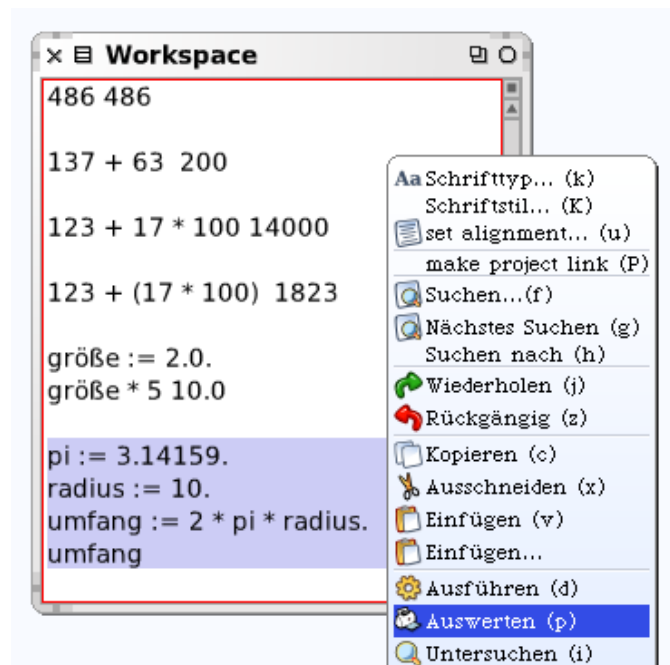 Workspace
486 486
137 + 63  200
123 + 17 * 100 14000
123 + (17 * 100)  1823
größe := 2.0.
größe * 5 10.0
pi := 3.14159.
radius := 10.
umfang := 2 * pi * radius.
umfang
Aa Schrifttyp... (k)
Schriftstil... (K)
set alignment... (u)
make project link (P)
Suchen...(f)
Nächstes Suchen (g)
Suchen nach (h)
Wiederholen (j)
Rückgängig (z)
Kopieren (c)
Ausschneiden (x)
Einfügen (v)
Einfügen...
Ausführen (d)
Auswerten (p)
Untersuchen (i)